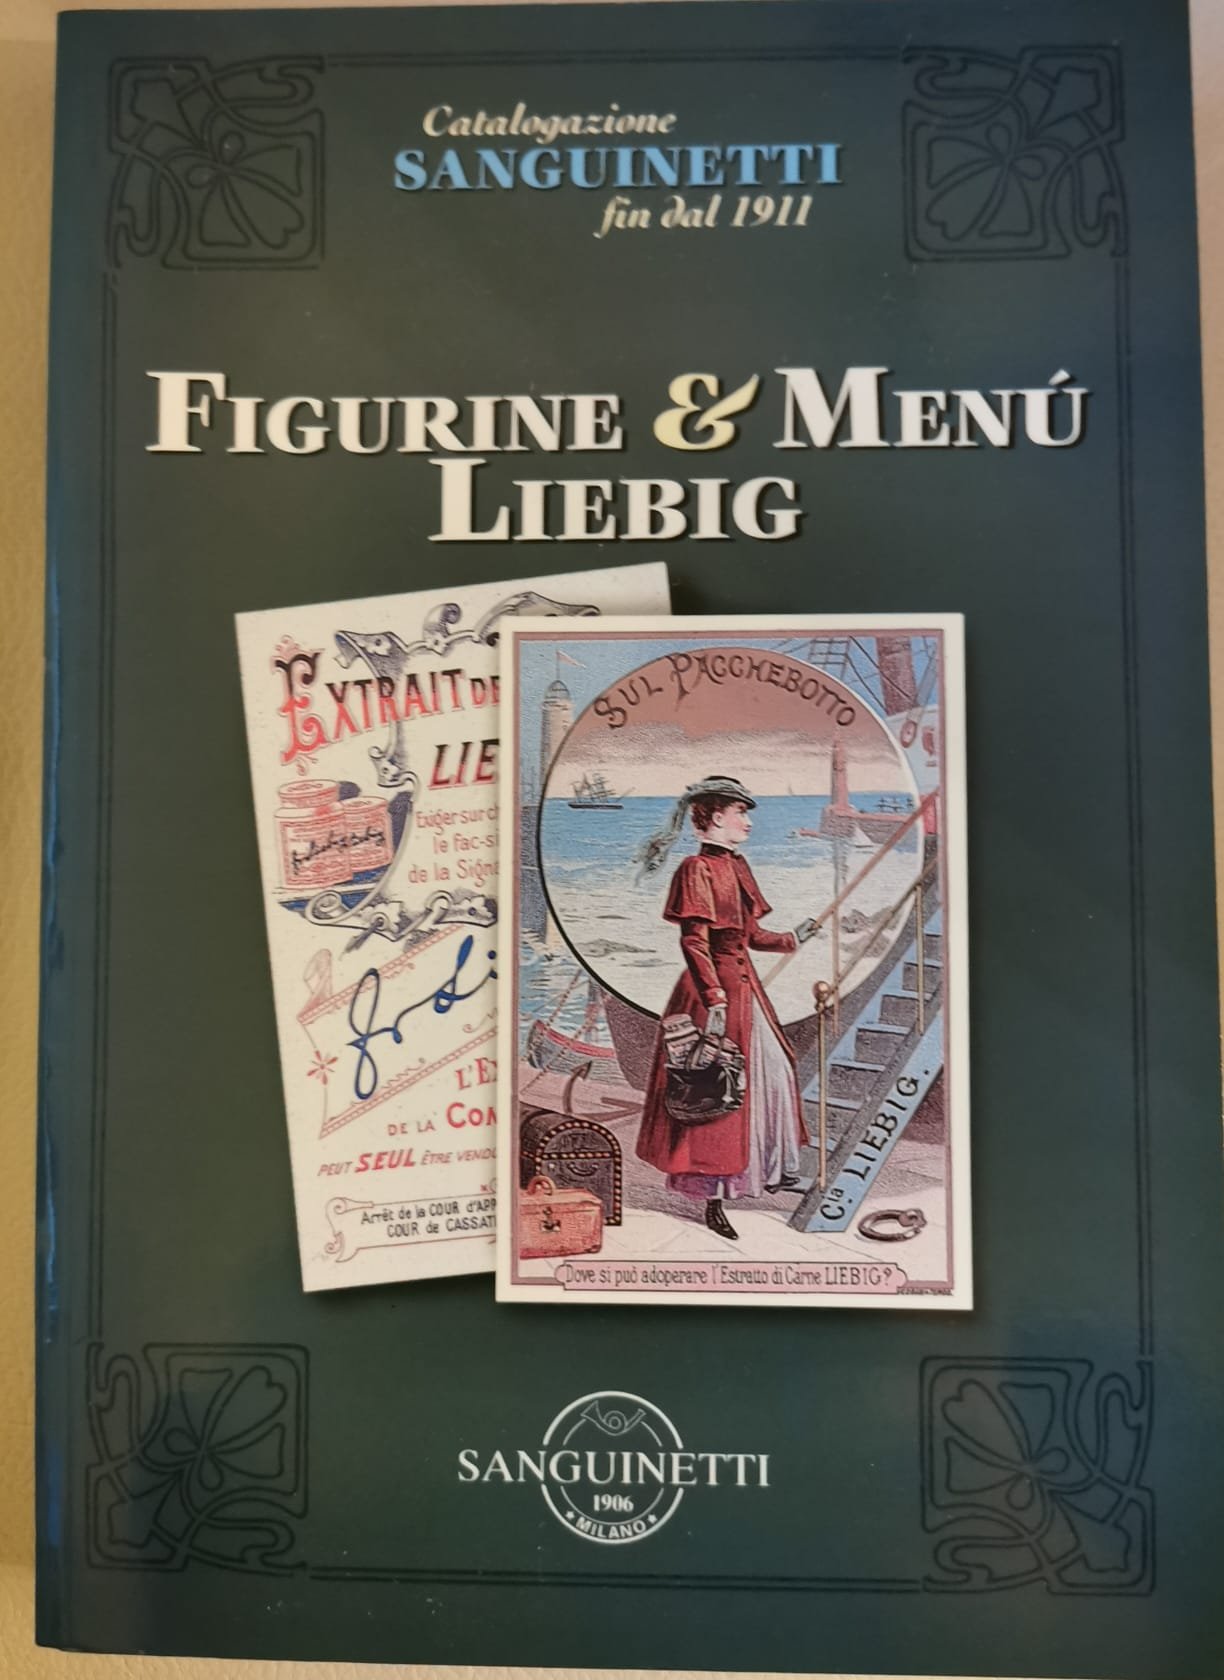 Catalogazione
SANGUINETTI
fin dal 1911
FIGURINE & MENÚ
LIEBIG
EXTRAIT DE
LIE
Exiger sur ch
le fac-si
de la Signa
L'EX
DE LA COM
PEUT SEUL ÊTRE VENDU
Arrêt de la COUR d'APP
COUR de CASSATI
SUL PACCHEBOTTO
Cia LIEBIG.
Dove si può adoperare l'Estratto di Carne LIEBIG?
SANGUINETTI
1906
MILANO